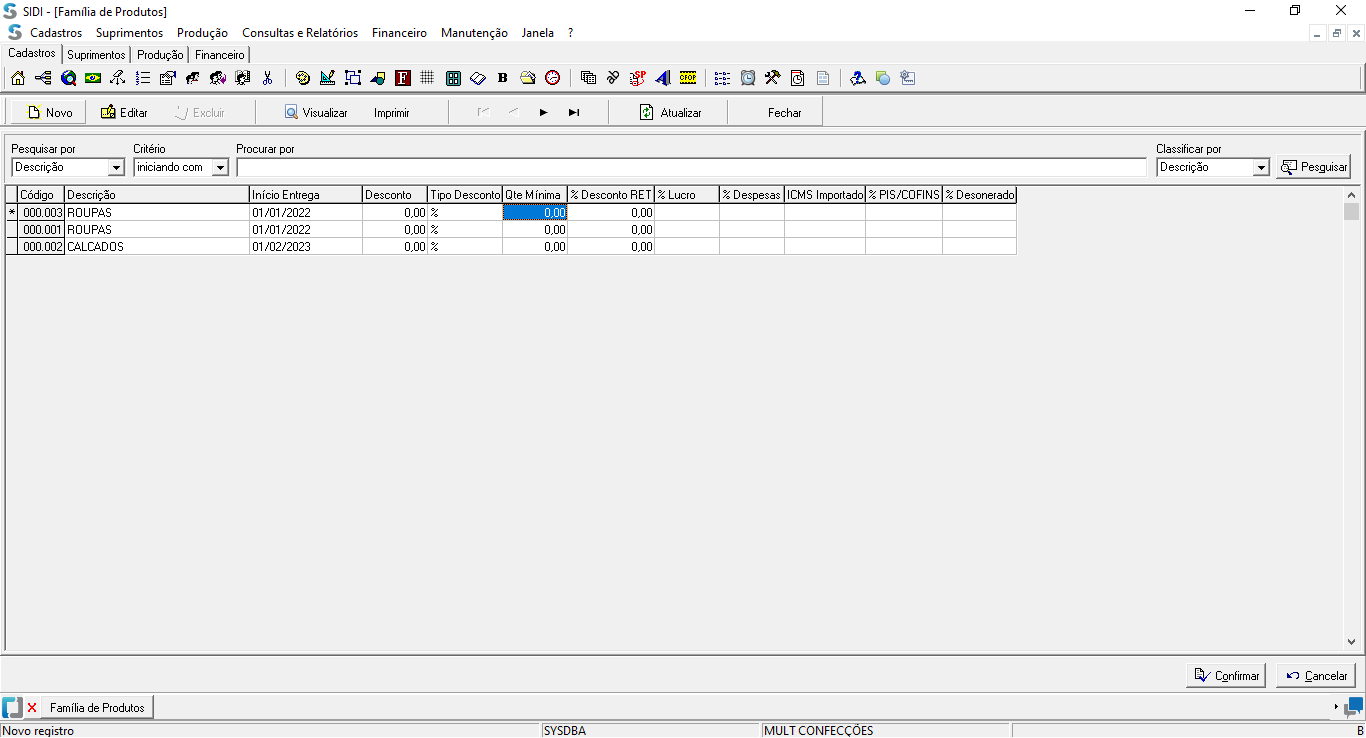 SIDI - [Família de Produtos]
Cadastros Suprimentos Produção Consultas e Relatórios Financeiro Manutenção Janela ?
Cadastros Suprimentos Produção Financeiro
F B SP CFOP
Novo Editar Excluir Visualizar Imprimir Atualizar Fechar
Pesquisar por Critério Procurar por Classificar por
Descrição iniciando com Descrição Pesquisar
Código Descrição Início Entrega Desconto Tipo Desconto Qte Mínima % Desconto RET % Lucro % Despesas ICMS Importado % PIS/COFINS % Desonerado
* 000.003 ROUPAS 01/01/2022 0,00 % 0,00 0,00
000.001 ROUPAS 01/01/2022 0,00 % 0,00 0,00
000.002 CALCADOS 01/02/2023 0,00 % 0,00 0,00
Confirmar Cancelar
Família de Produtos
Novo registro SYSDBA MULT CONFECÇÕES B